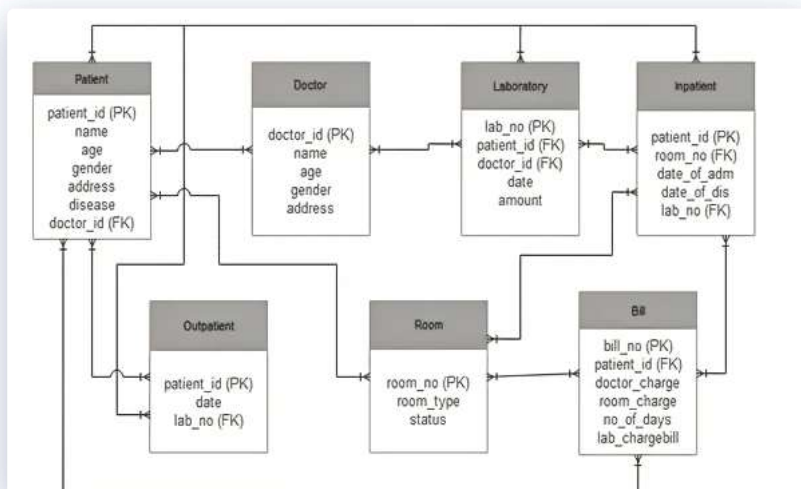 Patient
patient_id (PK)
name
age
gender
address
disease
doctor_id (FK)
Doctor
doctor_id (PK)
name
age
gender
address
Laboratory
lab_no (PK)
patient_id (FK)
doctor_id (FK)
date
amount
Inpatient
patient_id (PK)
room_no (FK)
date_of_adm
date_of_dis
lab_no (FK)
Outpatient
patient_id (PK)
date
lab_no (FK)
Room
room_no (PK)
room_type
status
Bill
bill_no (PK)
patient_id (FK)
doctor_charge
room_charge
no_of_days
lab_chargebill